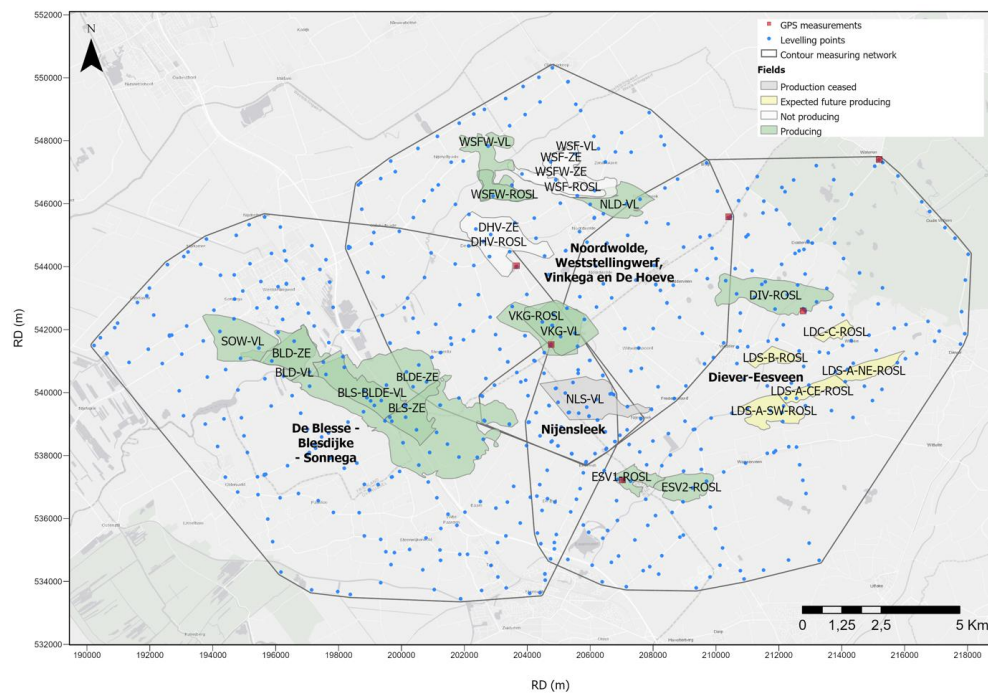 552000
550000
548000
546000
544000
542000
540000
538000
536000
534000
532000
RD (m)
N
GPS measurements
Levelling points
Contour measuring network
Fields
Production ceased
Expected future producing
Not producing
Producing
WSFW-VL
WSF-VL
WSF-ZE
WSFW-ZE
WSF-ROSL
WSFW-ROSL
NLD-VL
DHV-ZE
DHV-ROSL
Noordwolde,
Weststellingwerf,
Vinkega en De Hoeve
DIV-ROSL
VKG-ROSL
VKG-VL
SOW-VL
BLD-ZE
BLD-VL
BLDE-ZE
BLS-BLDE-VL
BLS-ZE
LDC-C-ROSL
LDS-B-ROSL
LDS-A-NE-ROSL
Diever-Eesveen
LDS-A-CE-ROSL
LDS-A-SW-ROSL
NLS-VL
Nijensleek
De Blesse -
Blesdijke
- Sonnega
ESV1-ROSL
ESV2-ROSL
0 1,25 2,5 5 Km
190000 192000 194000 196000 198000 200000 202000 204000 206000 208000 210000 212000 214000 216000 218000
RD (m)